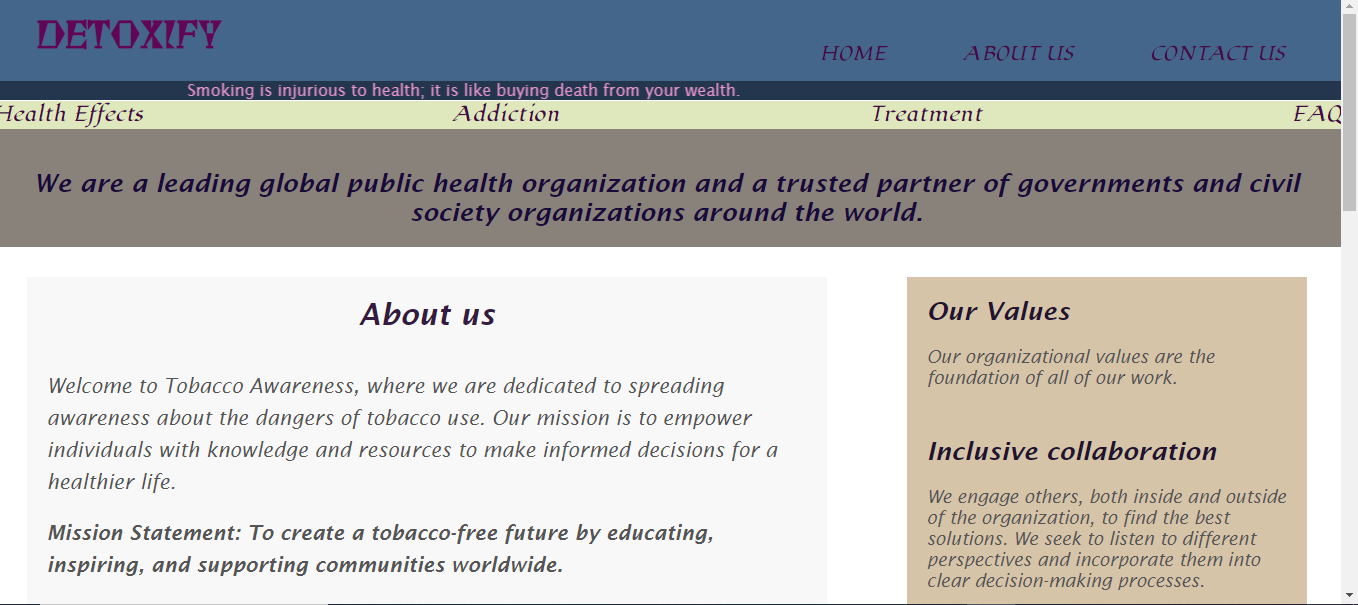 DETOXIFY
HOME ABOUT US CONTACT US
Smoking is injurious to health; it is like buying death from your wealth.
Health Effects Addiction Treatment FAQ
We are a leading global public health organization and a trusted partner of governments and civil
society organizations around the world.
About us
Welcome to Tobacco Awareness, where we are dedicated to spreading
awareness about the dangers of tobacco use. Our mission is to empower
individuals with knowledge and resources to make informed decisions for a
healthier life.
Mission Statement: To create a tobacco-free future by educating,
inspiring, and supporting communities worldwide.
Our Values
Our organizational values are the
foundation of all of our work.
Inclusive collaboration
We engage others, both inside and outside
of the organization, to find the best
solutions. We seek to listen to different
perspectives and incorporate them into
clear decision-making processes.